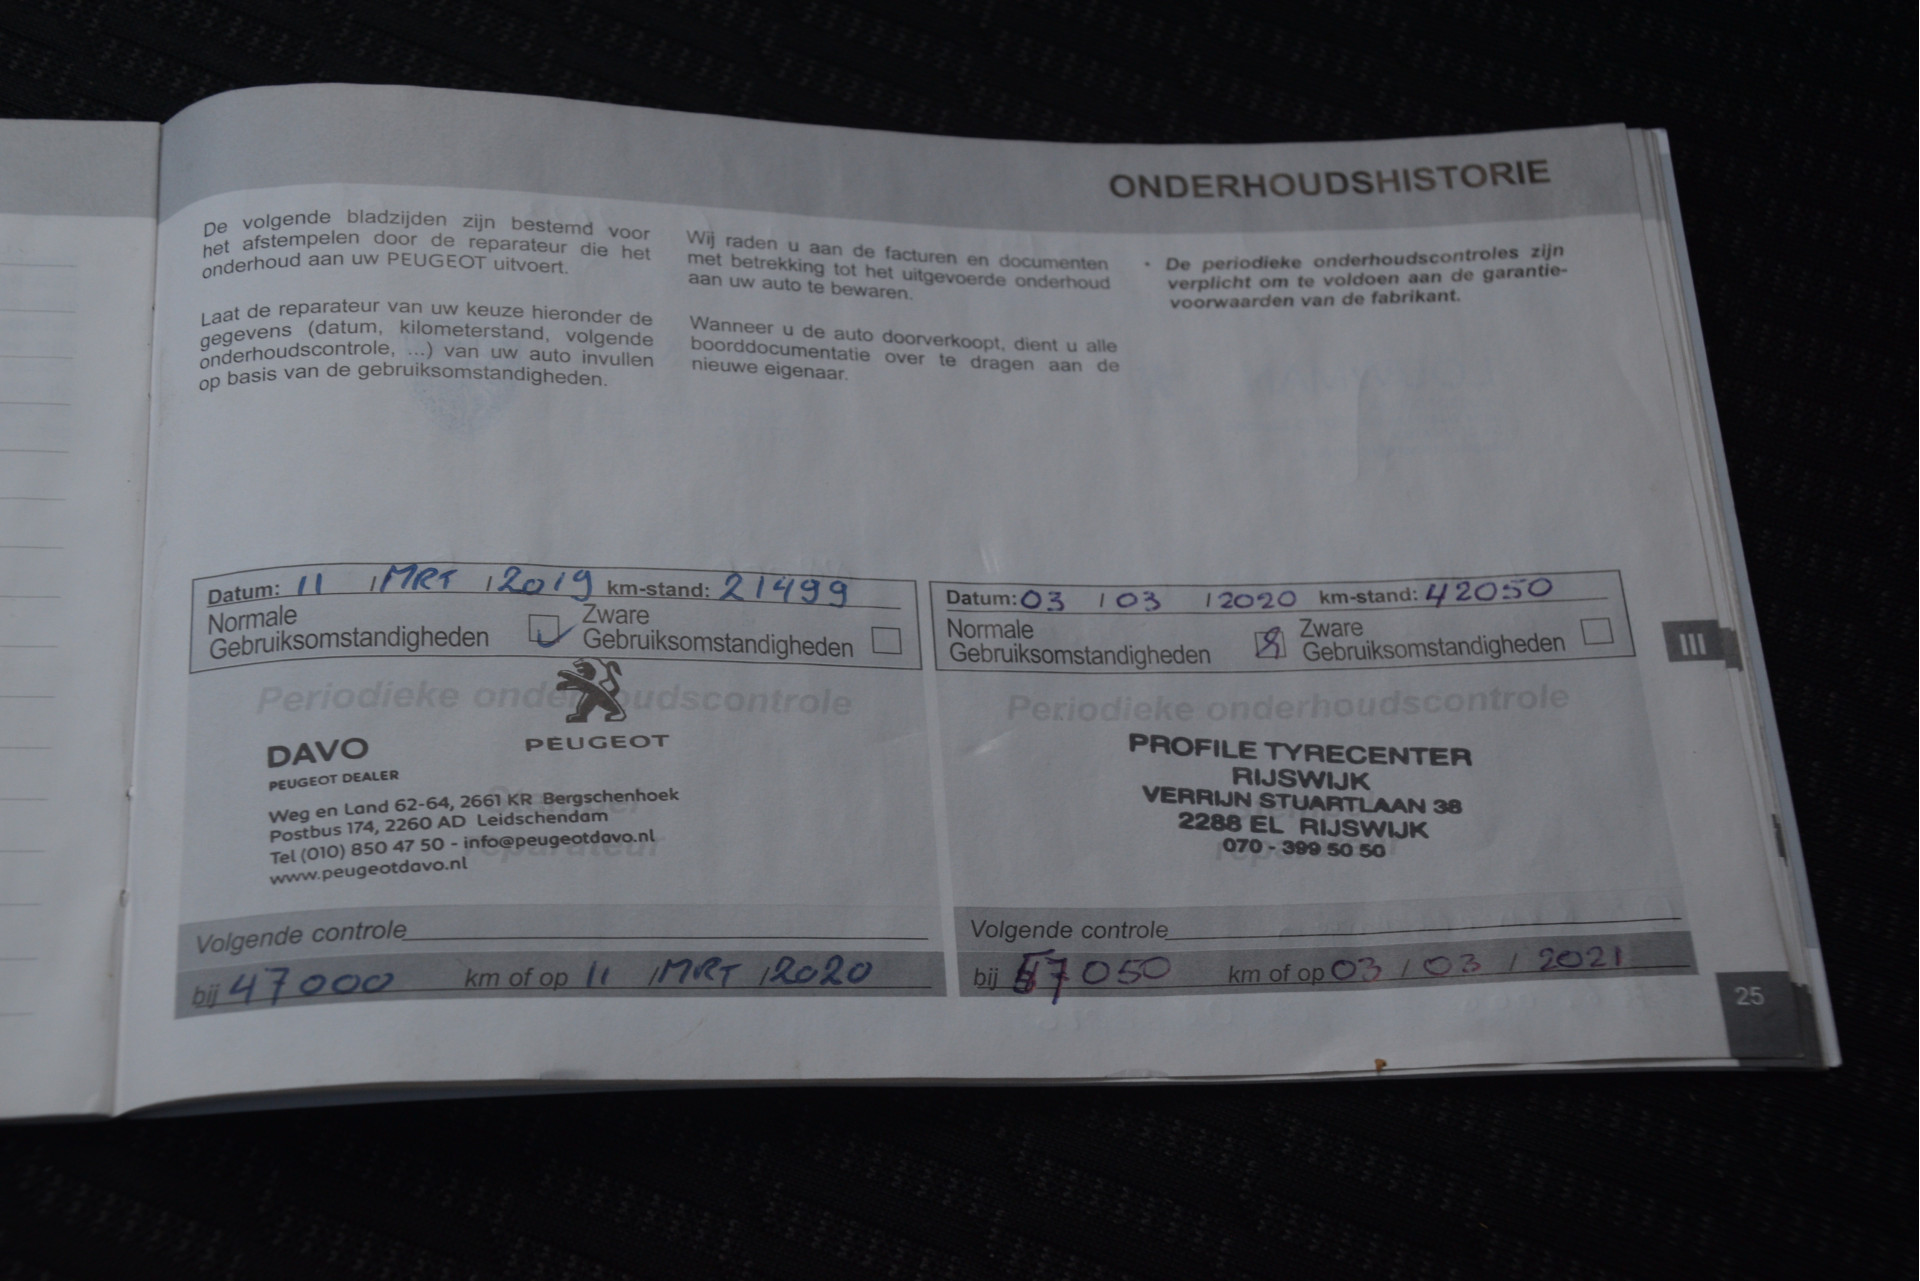 ONDERHOUDSHISTORIE
De volgende bladzijden zijn bestemd voor
het afstempelen door de reparateur die het
onderhoud aan uw PEUGEOT uitvoert.
Laat de reparateur van uw keuze hieronder de
gegevens (datum, kilometerstand, volgende
onderhoudscontrole, ...) van uw auto invullen
op basis van de gebruiksomstandigheden.
Wij raden u aan de facturen en documenten
met betrekking tot het uitgevoerde onderhoud
aan uw auto te bewaren.
Wanneer u de auto doorverkoopt, dient u alle
boorddocumentatie over te dragen aan de
nieuwe eigenaar.
• De periodieke onderhoudscontroles zijn
verplicht om te voldoen aan de garantie-
voorwaarden van de fabrikant.
Datum: 11 / MRT / 2019 km-stand: 21499
Normale
Gebruiksomstandigheden
Zware
Gebruiksomstandigheden
Periodieke onderhoudscontrole
PEUGEOT
DAVO
PEUGEOT DEALER
Weg en Land 62-64, 2661 KR Bergschenhoek
Postbus 174, 2260 AD Leidschendam
Tel (010) 850 47 50 - info@peugeotdavo.nl
www.peugeotdavo.nl
Volgende controle
bij 47000 km of op 11 / MRT / 2020
Datum: 03 / 03 / 2020 km-stand: 42050
Normale
Gebruiksomstandigheden
Zware
Gebruiksomstandigheden
Periodieke onderhoudscontrole
PROFILE TYRECENTER
RIJSWIJK
VERRIJN STUARTLAAN 38
2288 EL RIJSWIJK
070 - 399 50 50
Volgende controle
bij 7050 km of op 03 / 03 / 2021
III
25